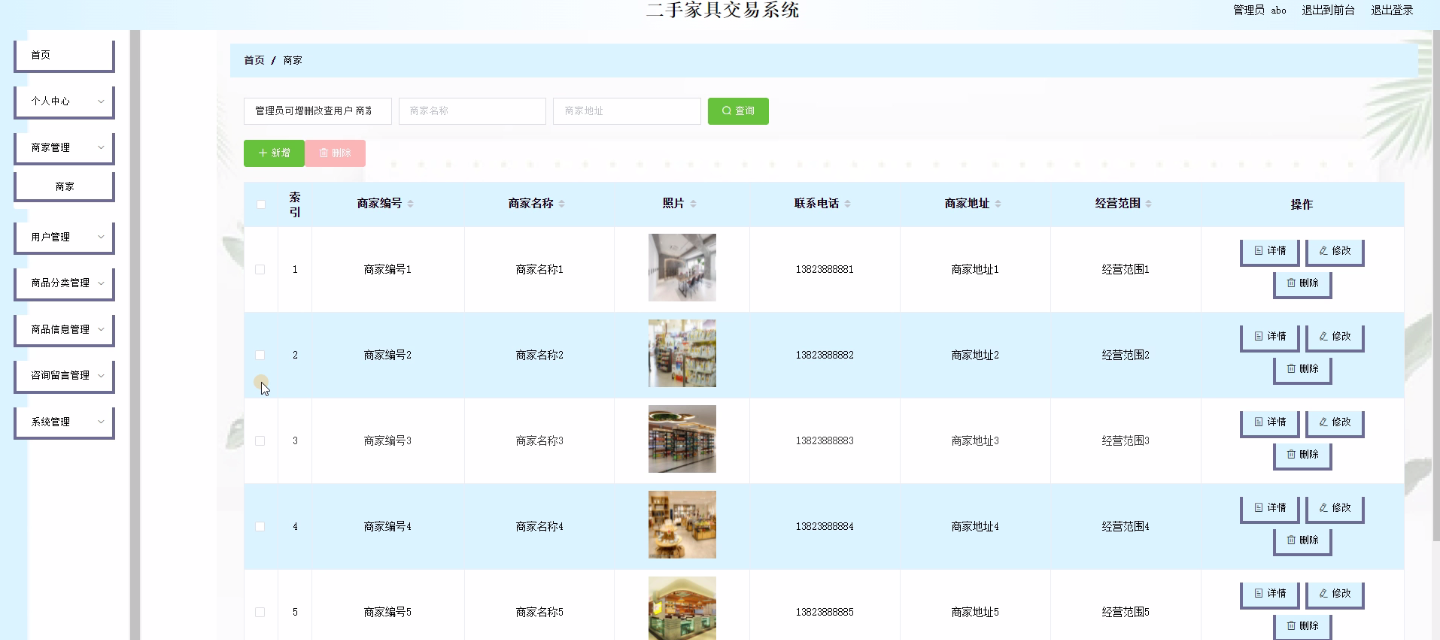 二手家具交易系统
管理员 abo 退出到前台 退出登录
首页
个人中心
商家管理
商家
用户管理
商品分类管理
商品信息管理
咨询留言管理
系统管理
首页 / 商家
管理员可增删改查用户 商家 商家名称 商家地址 查询
新增 删除
索引 商家编号 商家名称 照片 联系电话 商家地址 经营范围 操作
1 商家编号1 商家名称1 13823888881 商家地址1 经营范围1 详情 修改
删除
2 商家编号2 商家名称2 13823888882 商家地址2 经营范围2 详情 修改
删除
3 商家编号3 商家名称3 13823888883 商家地址3 经营范围3 详情 修改
删除
4 商家编号4 商家名称4 13823888884 商家地址4 经营范围4 详情 修改
删除
5 商家编号5 商家名称5 13823888885 商家地址5 经营范围5 详情 修改
删除